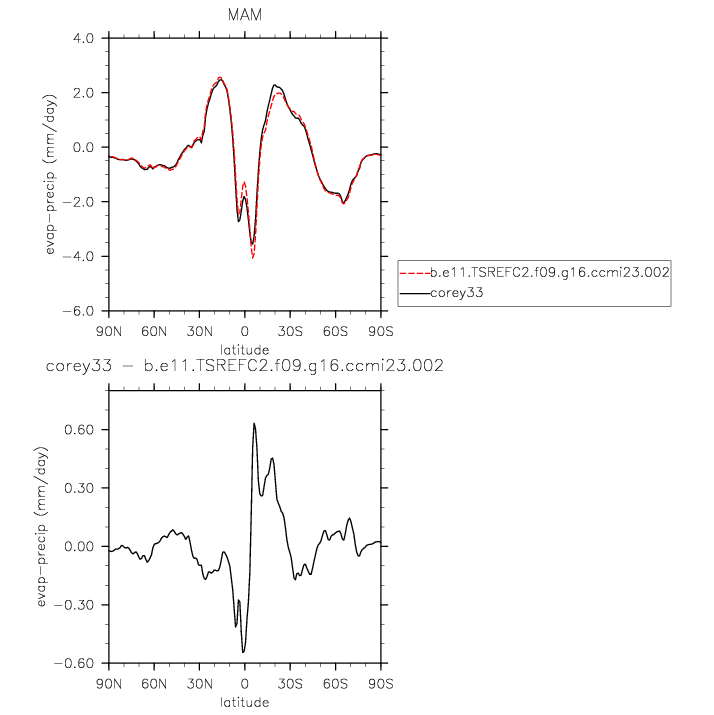 MAM
4.0
2.0
0.0
-2.0
-4.0
-6.0
evap-precip (mm/day)
90N 60N 30N 0 30S 60S 90S
latitude
b.e11.TSREFC2.f09.g16.ccmi23.002
corey33
corey33 - b.e11.TSREFC2.f09.g16.ccmi23.002
0.60
0.30
0.00
-0.30
-0.60
evap-precip (mm/day)
90N 60N 30N 0 30S 60S 90S
latitude